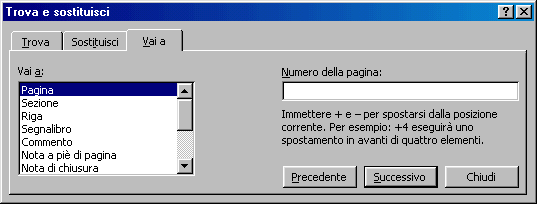 Trova e sostituisci
Trova Sostituisci Vai a
Vai a:
Pagina
Sezione
Riga
Segnalibro
Commento
Nota a piè di pagina
Nota di chiusura
Numero della pagina:
Immettere + e – per spostarsi dalla posizione
corrente. Per esempio: +4 eseguirà uno
spostamento in avanti di quattro elementi.
Precedente Successivo Chiudi